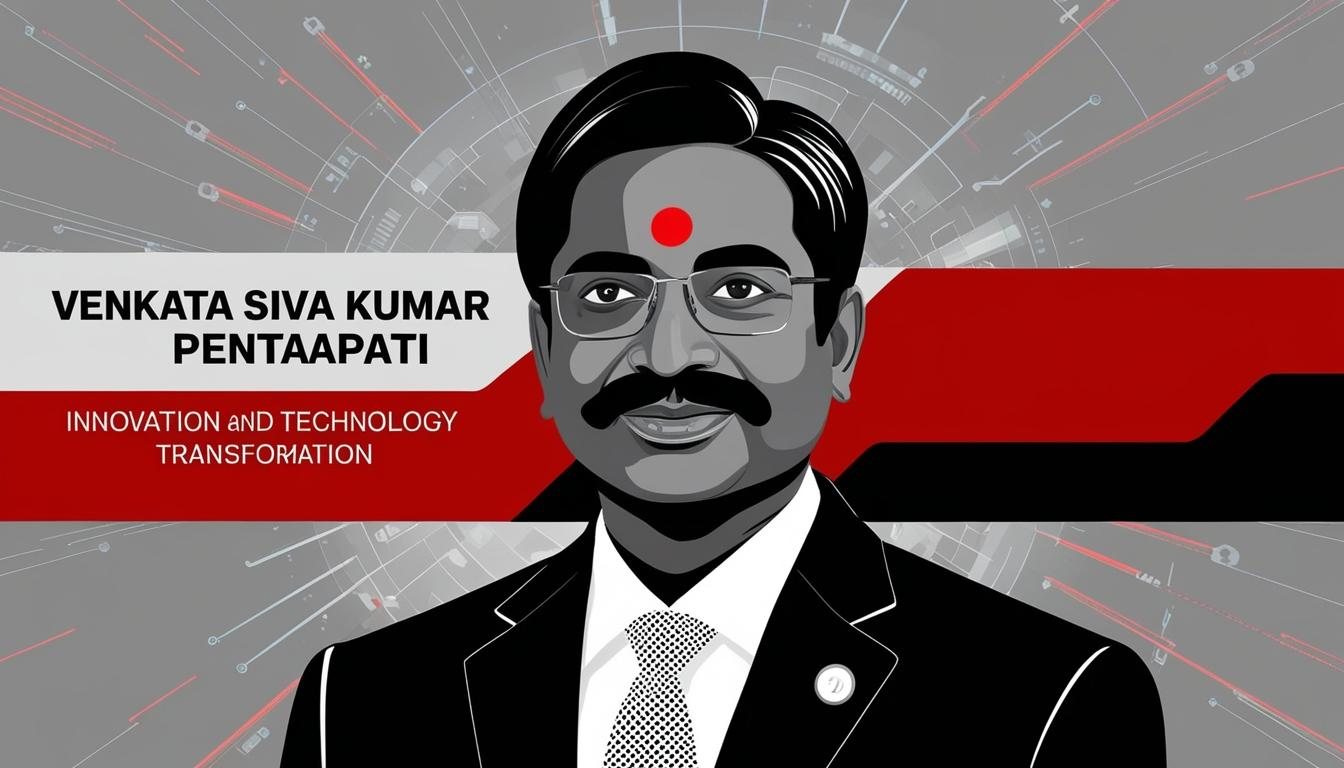 VENKATA SIVA KUMAR
PENTAAPATI
INNOVATION aND TECHNOLOGY
TRANSFORMATION